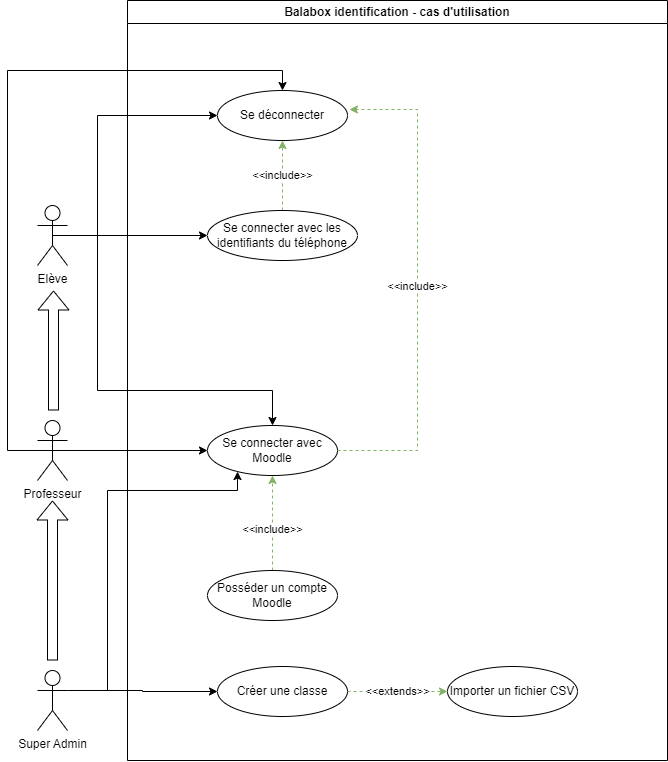 Balabox identification - cas d'utilisation
Se déconnecter
<<include>>
Se connecter avec les
identifiants du téléphone
Elève
<<include>>
Se connecter avec
Moodle
Professeur
<<include>>
Posséder un compte
Moodle
Créer une classe
<<extends>>
Importer un fichier CSV
Super Admin